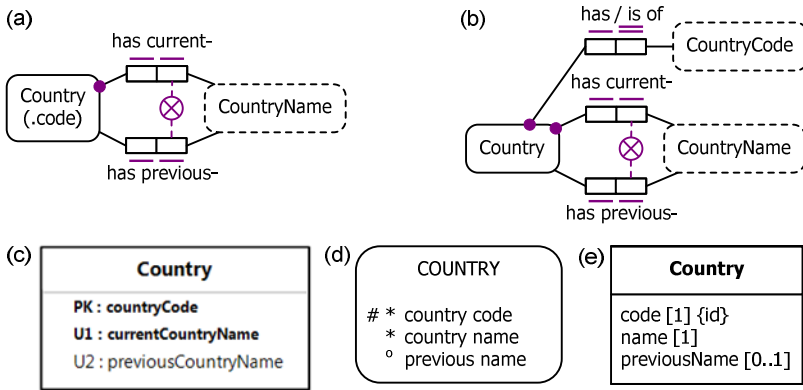 (a)
has current-
Country
(.code)
CountryName
has previous-
(b)
has / is of
CountryCode
has current-
Country
CountryName
has previous-
(c)
Country
PK : countryCode
U1 : currentCountryName
U2 : previousCountryName
(d)
COUNTRY
# * country code
* country name
o previous name
(e)
Country
code [1] {id}
name [1]
previousName [0..1]